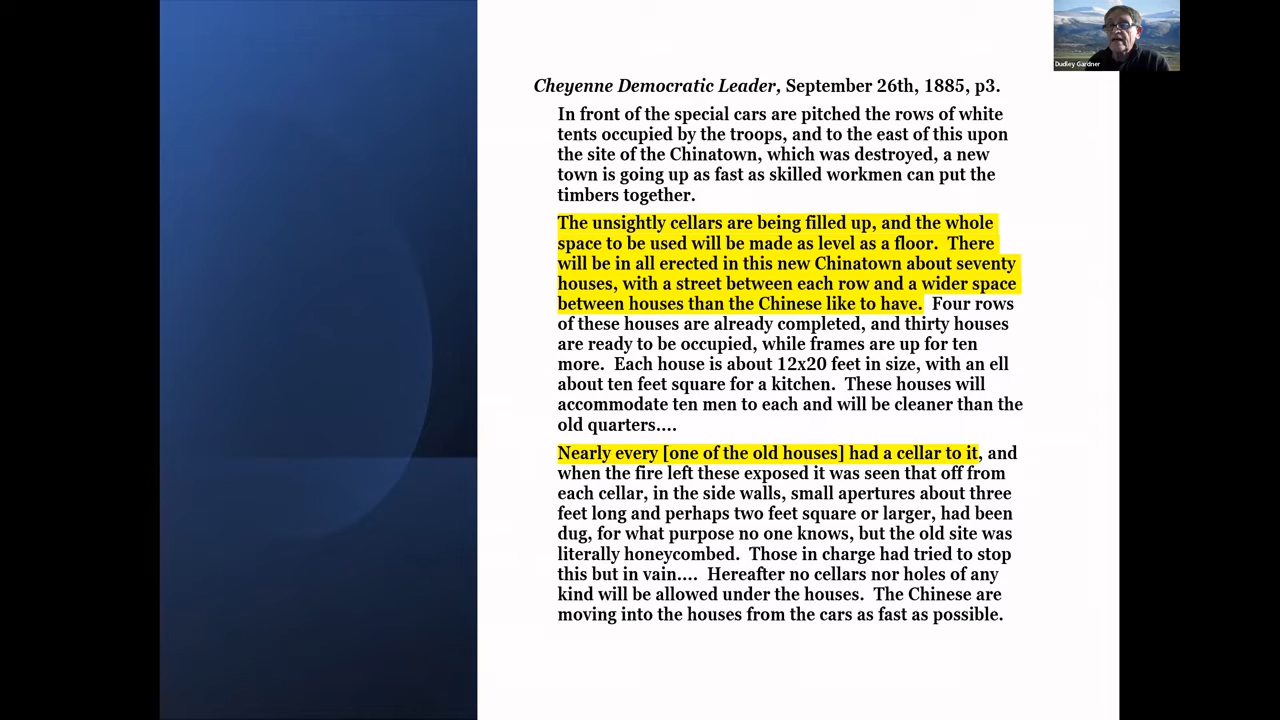 Dudley Gardner
Cheyenne Democratic Leader, September 26th, 1885, p3.
In front of the special cars are pitched the rows of white
tents occupied by the troops, and to the east of this upon
the site of the Chinatown, which was destroyed, a new
town is going up as fast as skilled workmen can put the
timbers together.
The unsightly cellars are being filled up, and the whole
space to be used will be made as level as a floor.  There
will be in all erected in this new Chinatown about seventy
houses, with a street between each row and a wider space
between houses than the Chinese like to have.  Four rows
of these houses are already completed, and thirty houses
are ready to be occupied, while frames are up for ten
more.  Each house is about 12x20 feet in size, with an ell
about ten feet square for a kitchen.  These houses will
accommodate ten men to each and will be cleaner than the
old quarters....
Nearly every [one of the old houses] had a cellar to it, and
when the fire left these exposed it was seen that off from
each cellar, in the side walls, small apertures about three
feet long and perhaps two feet square or larger, had been
dug, for what purpose no one knows, but the old site was
literally honeycombed.  Those in charge had tried to stop
this but in vain....  Hereafter no cellars nor holes of any
kind will be allowed under the houses.  The Chinese are
moving into the houses from the cars as fast as possible.